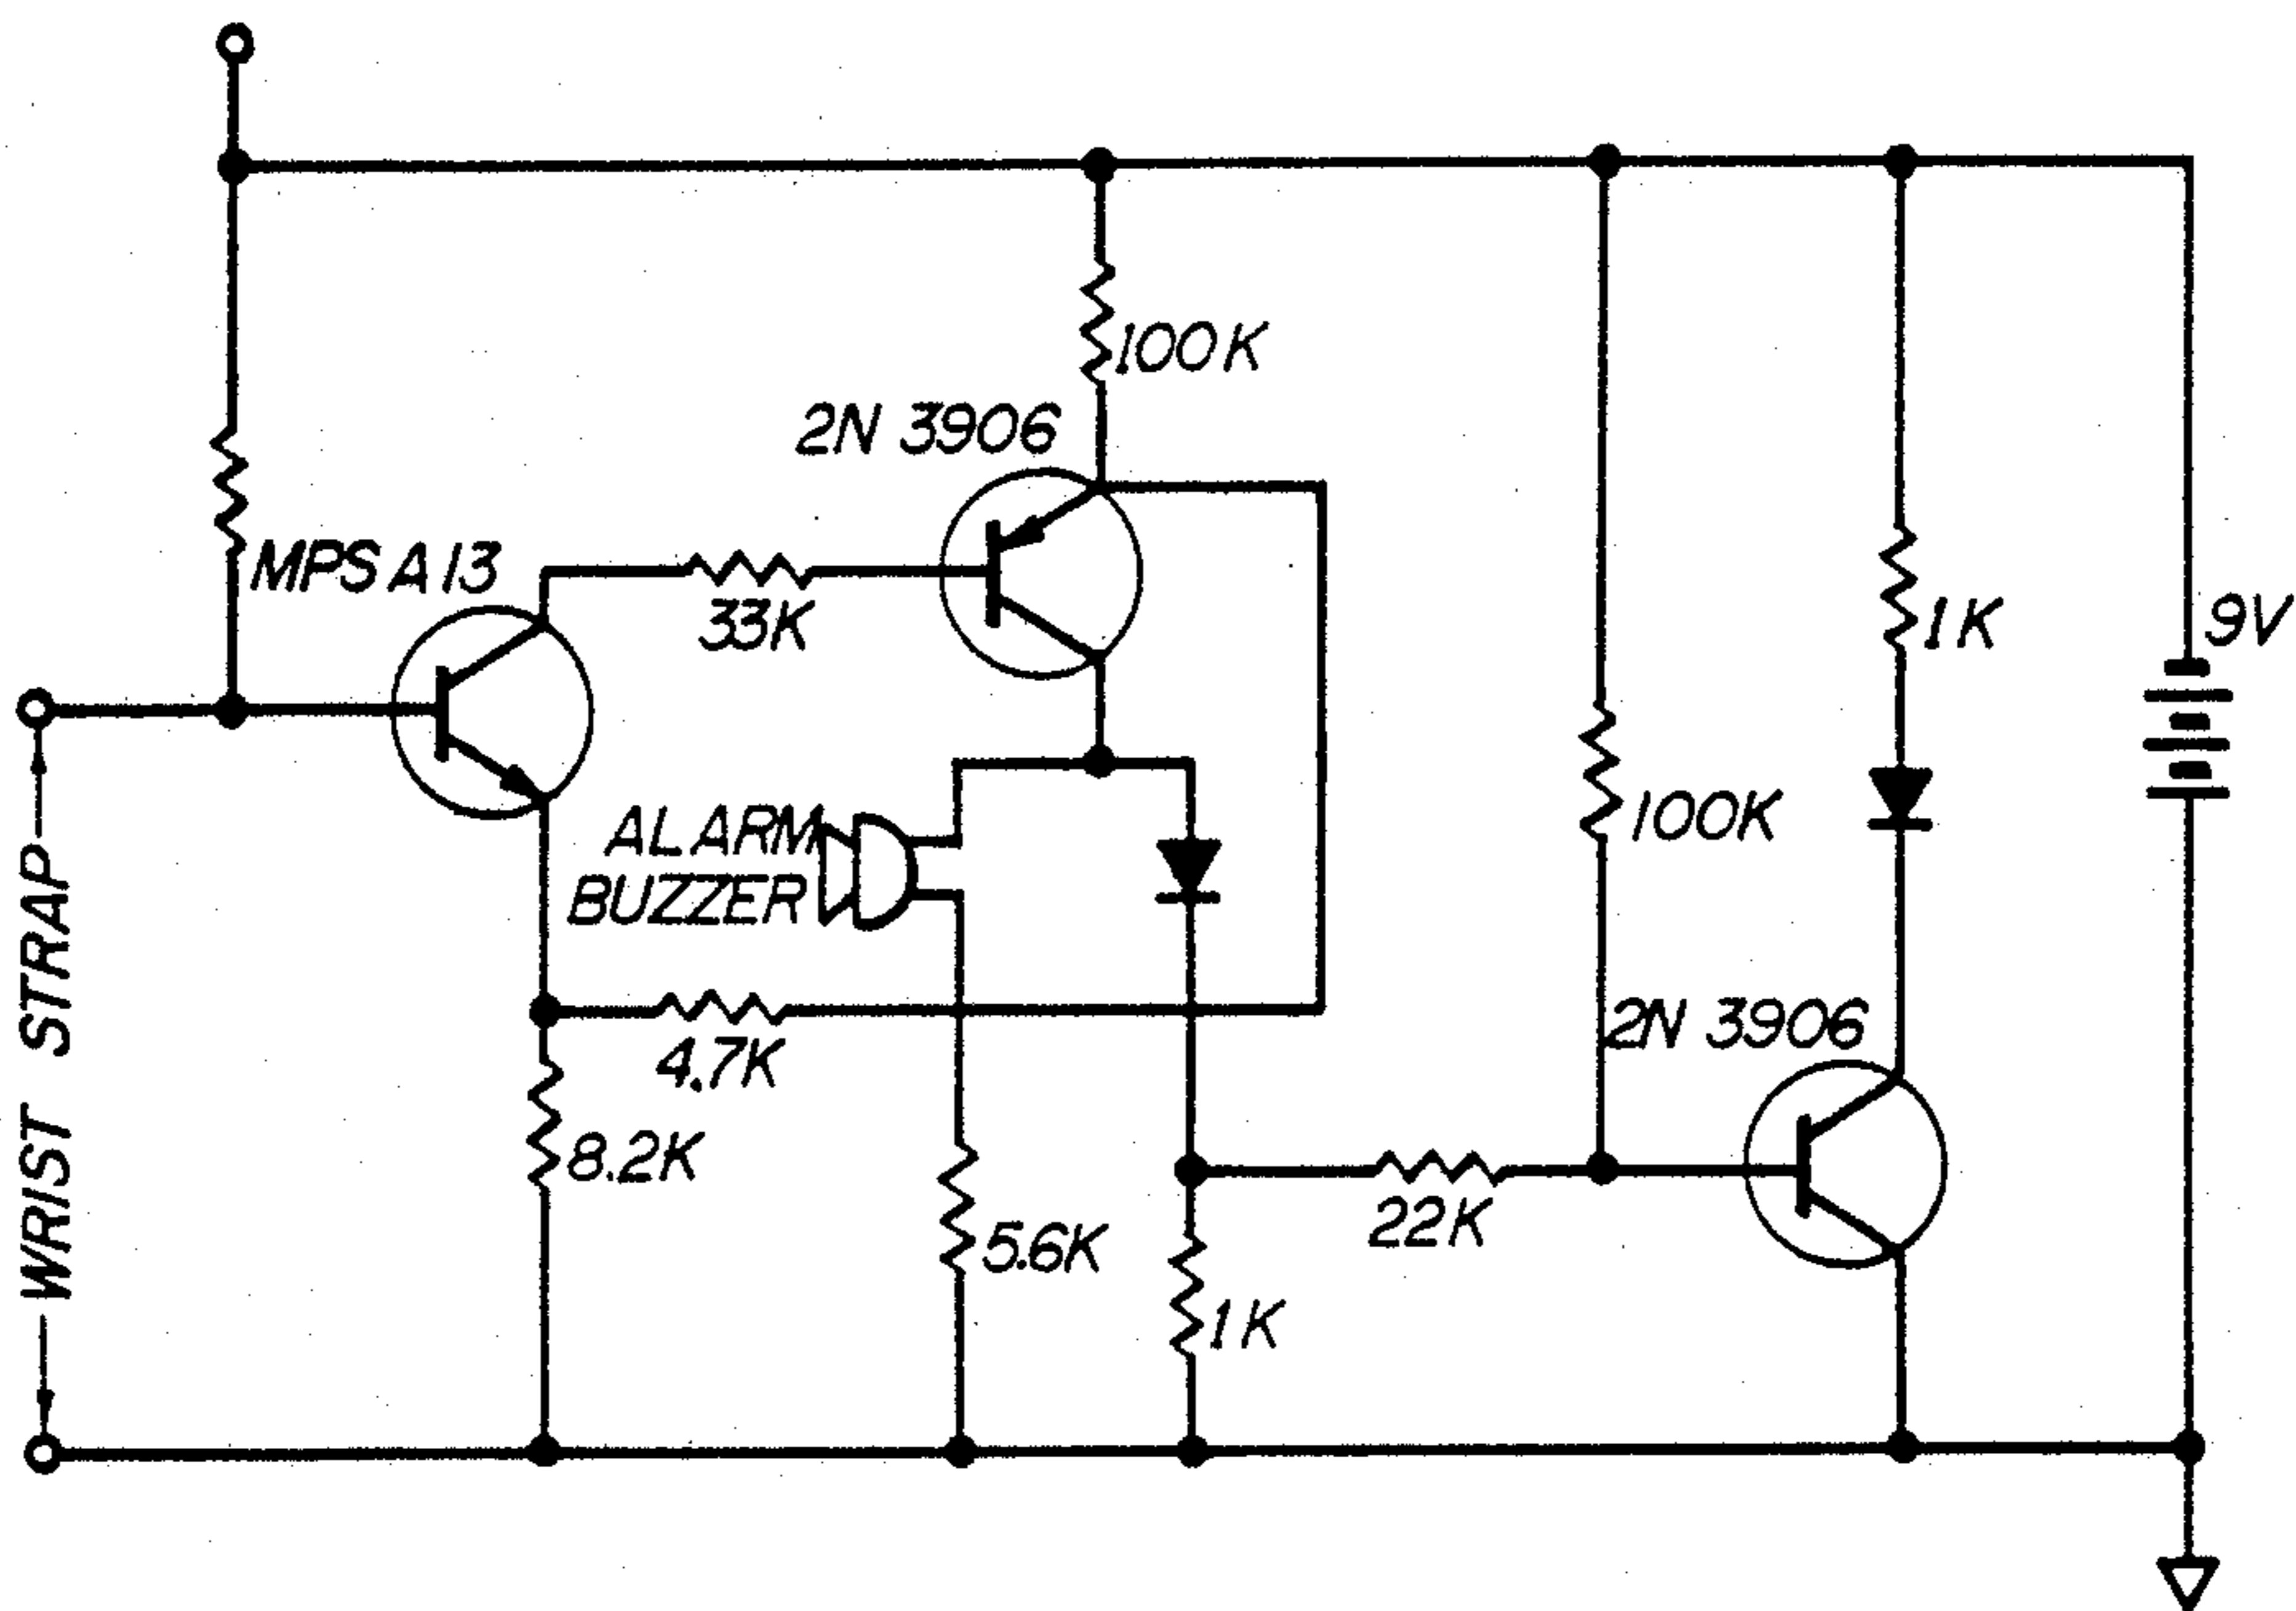 100K
2N 3906
MPS A 13
33K
1K
9V
ALARM
BUZZER
100K
WRIST STRAP
2N 3906
4.7K
8.2K
5.6K
22K
1K